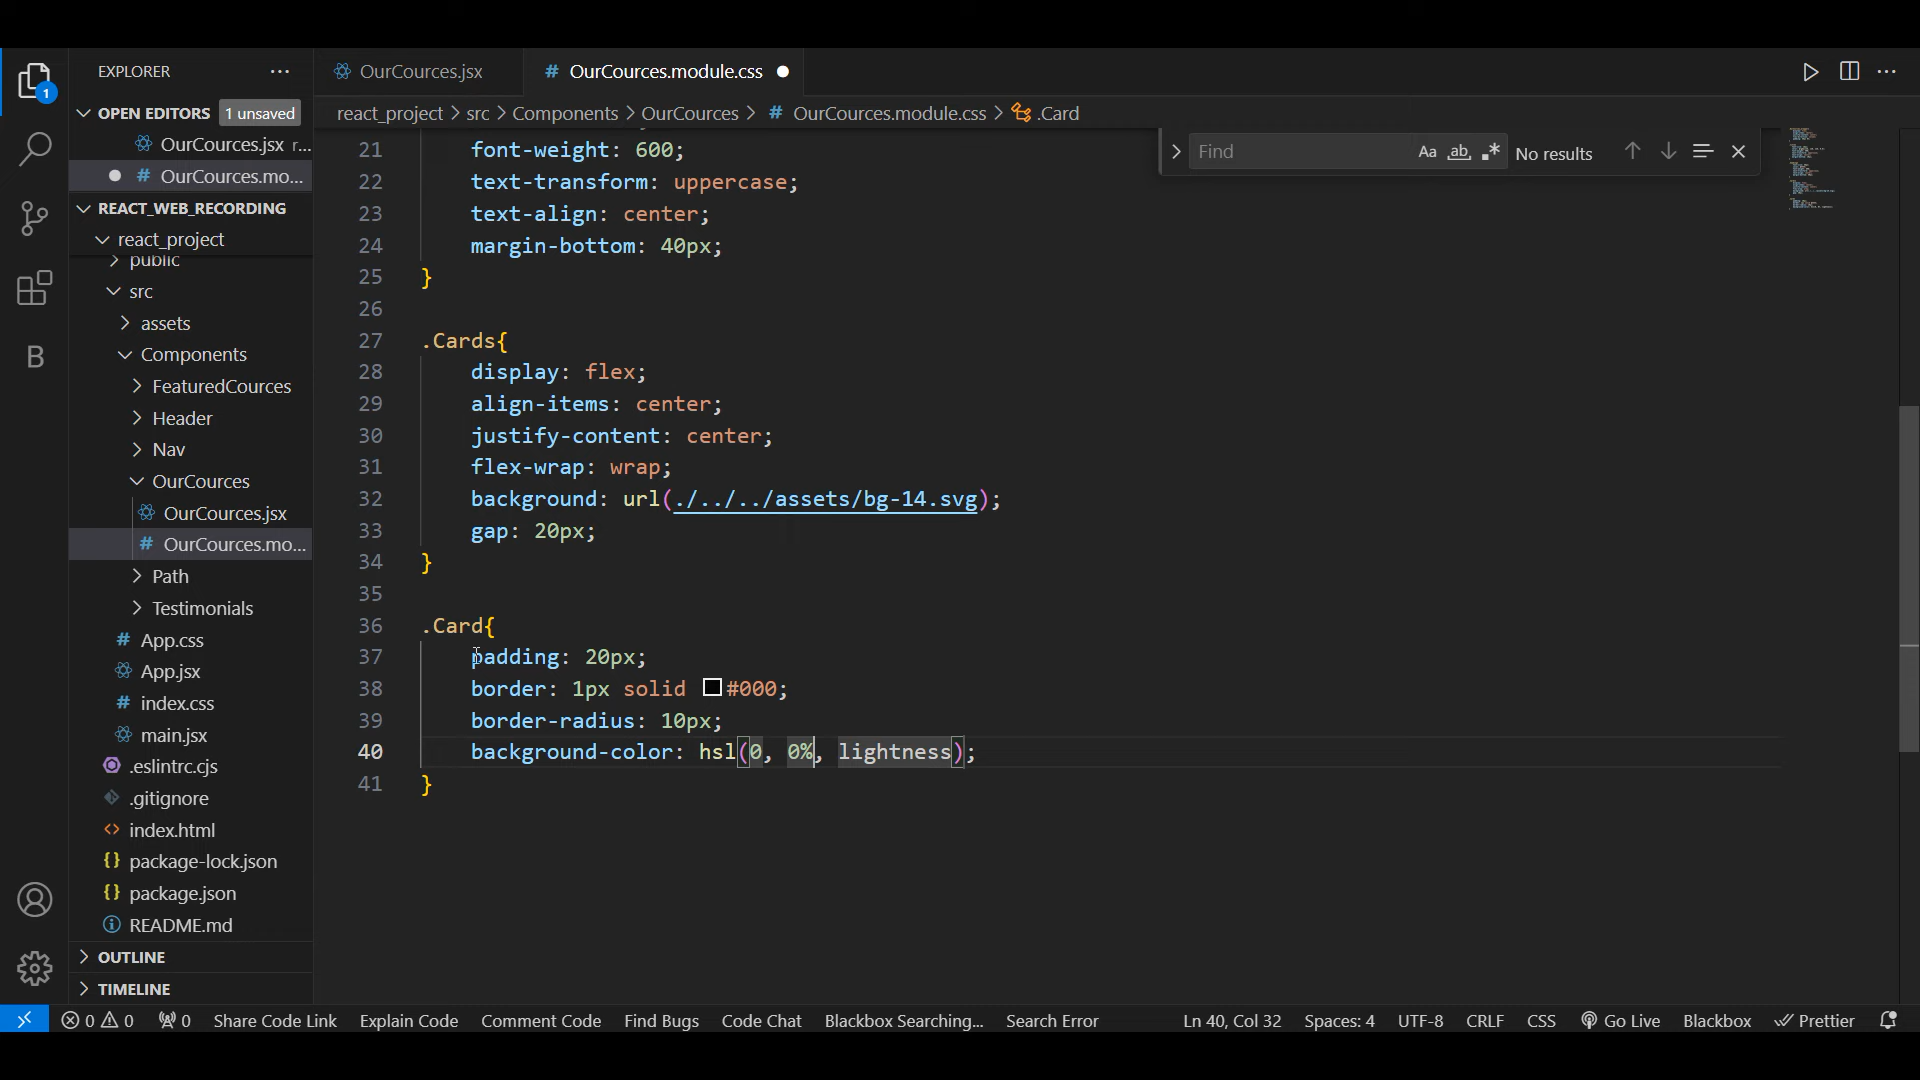 EXPLORER
OurCources.jsx
# OurCources.module.css
OPEN EDITORS 1 unsaved
react_project > src > Components > OurCources > # OurCources.module.css > .Card
OurCources.jsx r...
# OurCources.mo...
REACT_WEB_RECORDING
react_project
public
src
assets
Components
FeaturedCources
Header
Nav
OurCources
OurCources.jsx
# OurCources.mo...
Path
Testimonials
# App.css
App.jsx
# index.css
main.jsx
.eslintrc.cjs
.gitignore
<> index.html
{} package-lock.json
{} package.json
README.md
OUTLINE
TIMELINE
1
B
Find
Aa ab .* No results
21 font-weight: 600;
22 text-transform: uppercase;
23 text-align: center;
24 margin-bottom: 40px;
25 }
26
27 .Cards{
28 display: flex;
29 align-items: center;
30 justify-content: center;
31 flex-wrap: wrap;
32 background: url(./../../assets/bg-14.svg);
33 gap: 20px;
34 }
35
36 .Card{
37 padding: 20px;
38 border: 1px solid #000;
39 border-radius: 10px;
40 background-color: hsl(0, 0%, lightness);
41 }
0 0 0 Share Code Link Explain Code Comment Code Find Bugs Code Chat Blackbox Searching... Search Error Ln 40, Col 32 Spaces: 4 UTF-8 CRLF CSS Go Live Blackbox Prettier